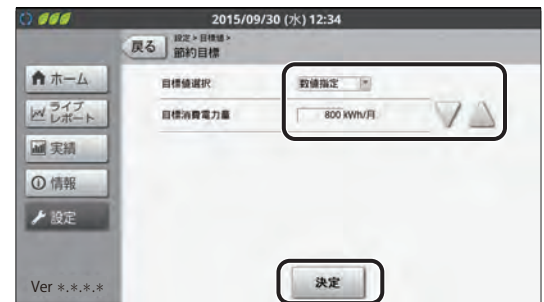 2015/09/30 (水) 12:34
戻る
設定 > 目標値 >
節約目標
ホーム
ライブ
レポート
実績
情報
設定
Ver *.*.*.*
目標値選択
数値指定
目標消費電力量
800 kWh/月
決定